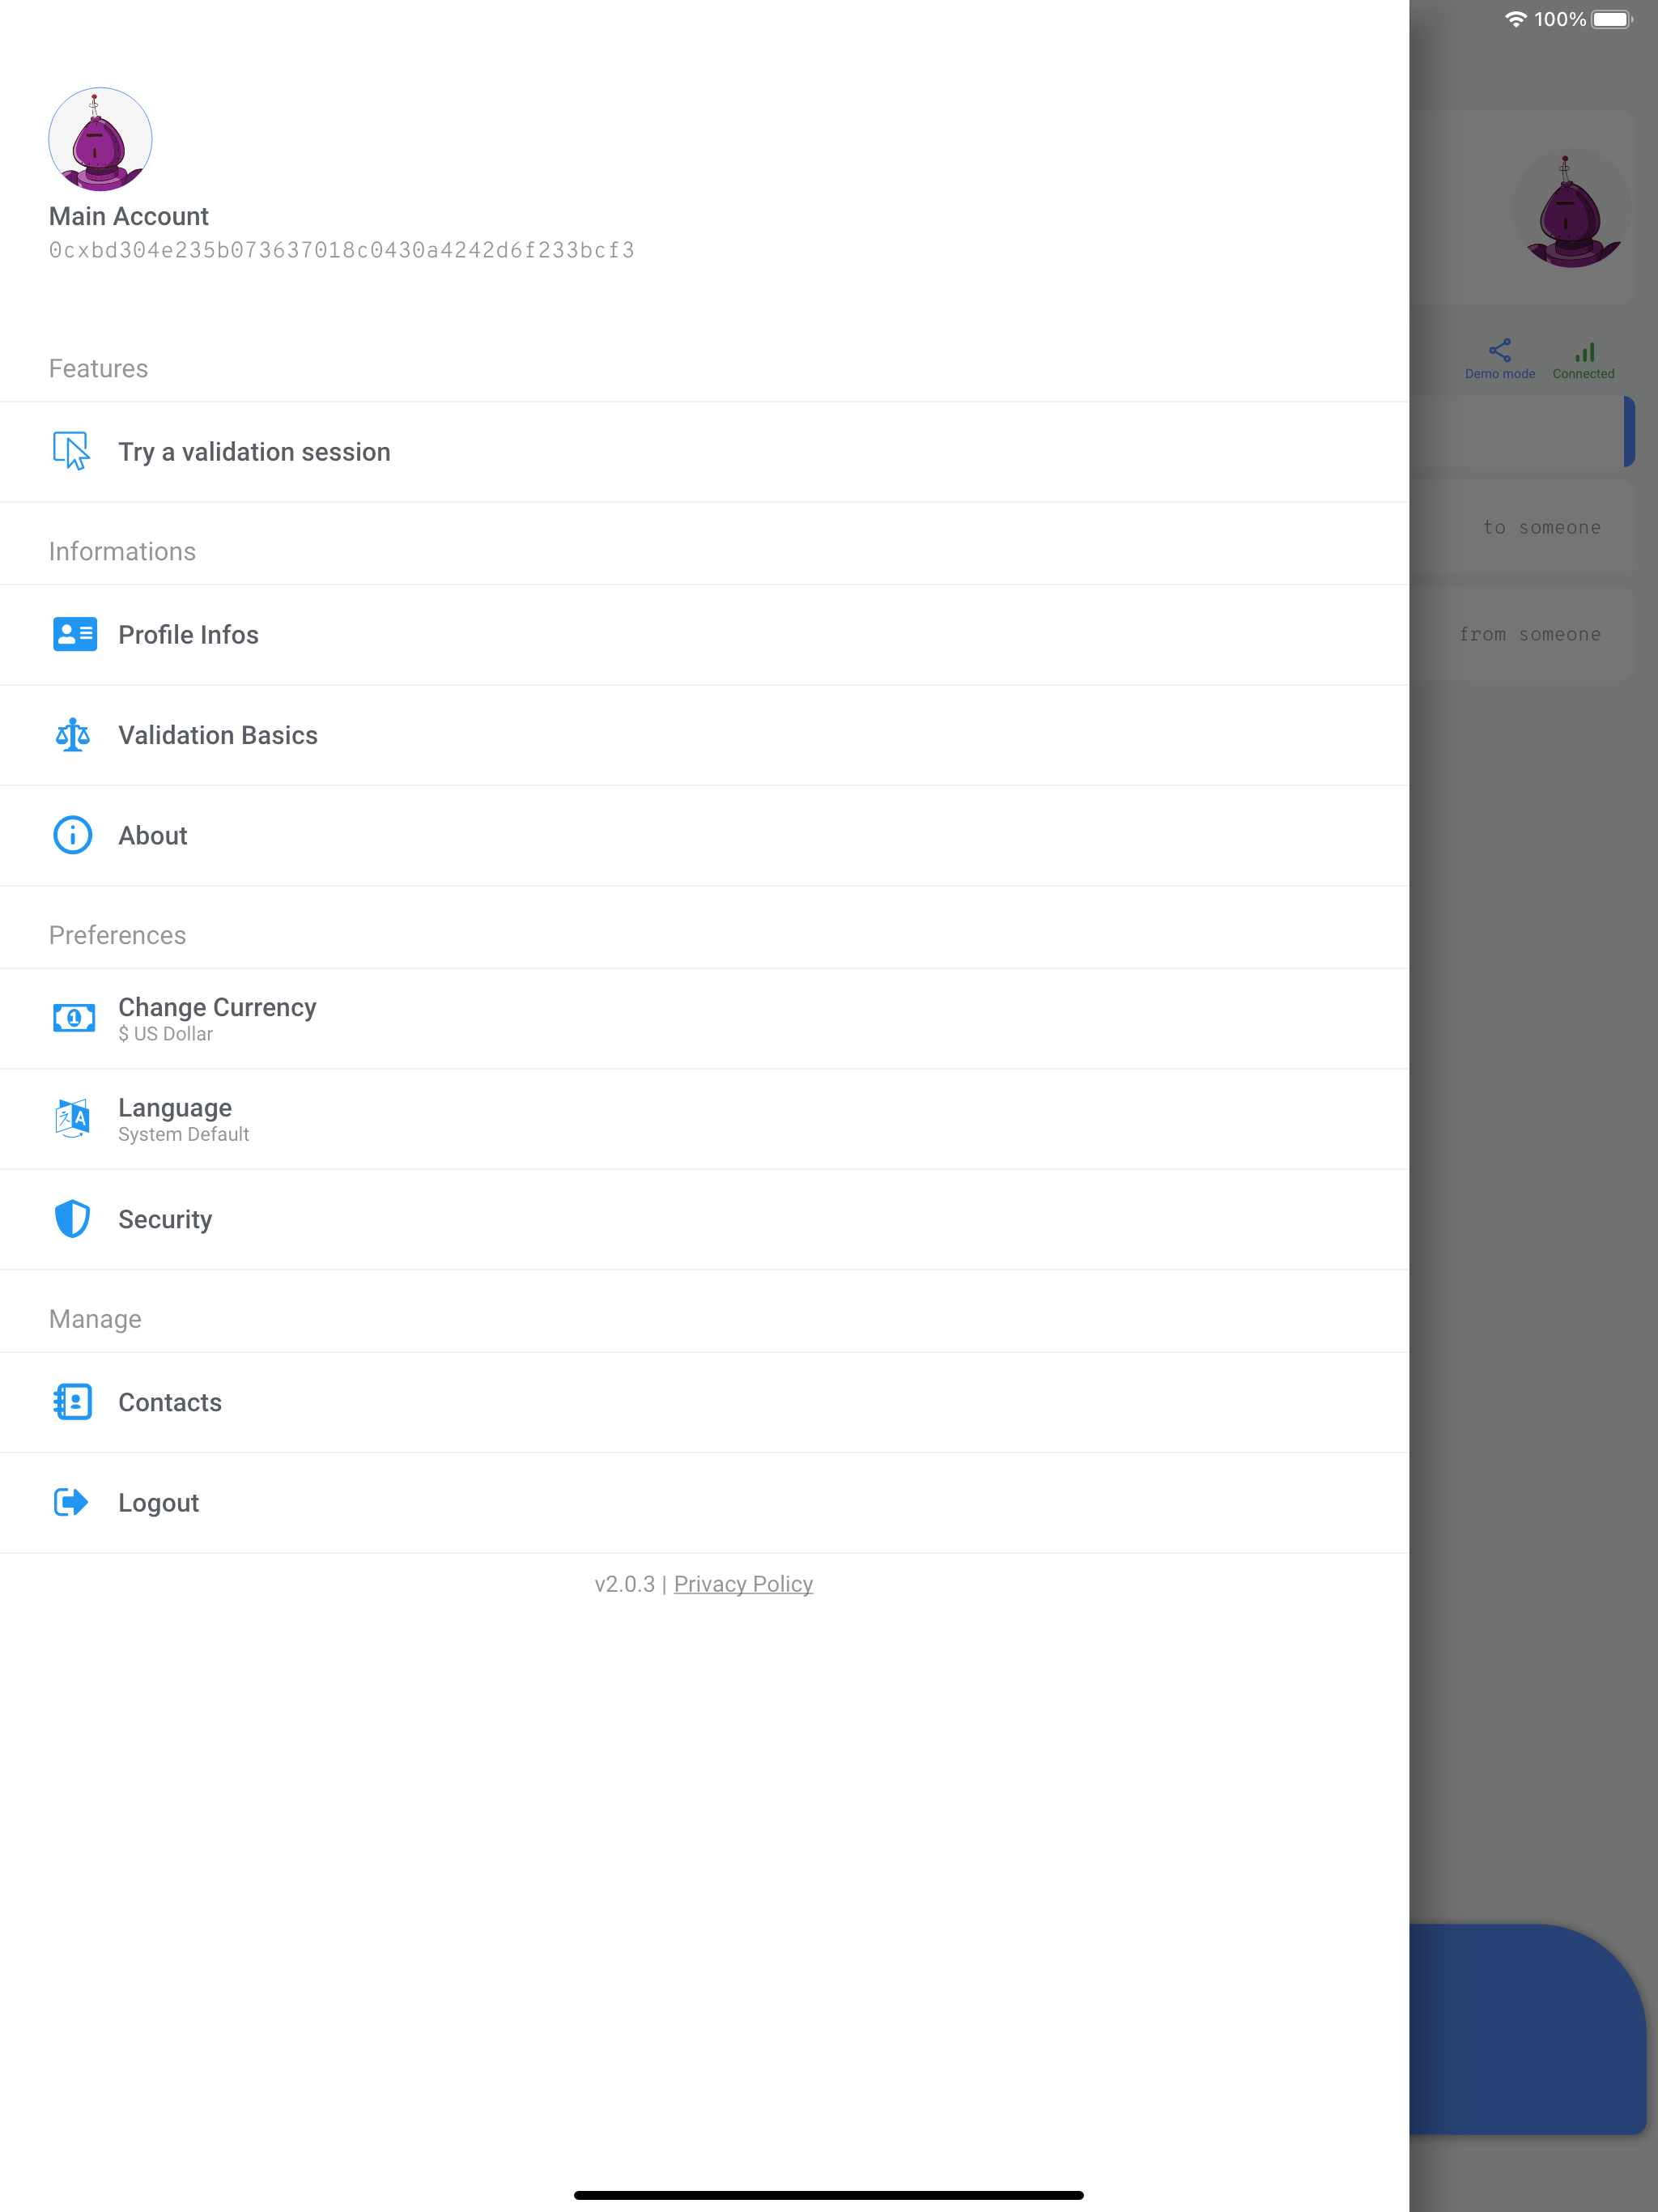 100%
Main Account
0cxbd304e235b073637018c0430a4242d6f233bcf3
Features
Demo mode Connected
Try a validation session
to someone
Informations
Profile Infos
from someone
Validation Basics
About
Preferences
Change Currency
$ US Dollar
Language
System Default
Security
Manage
Contacts
Logout
v2.0.3 | Privacy Policy